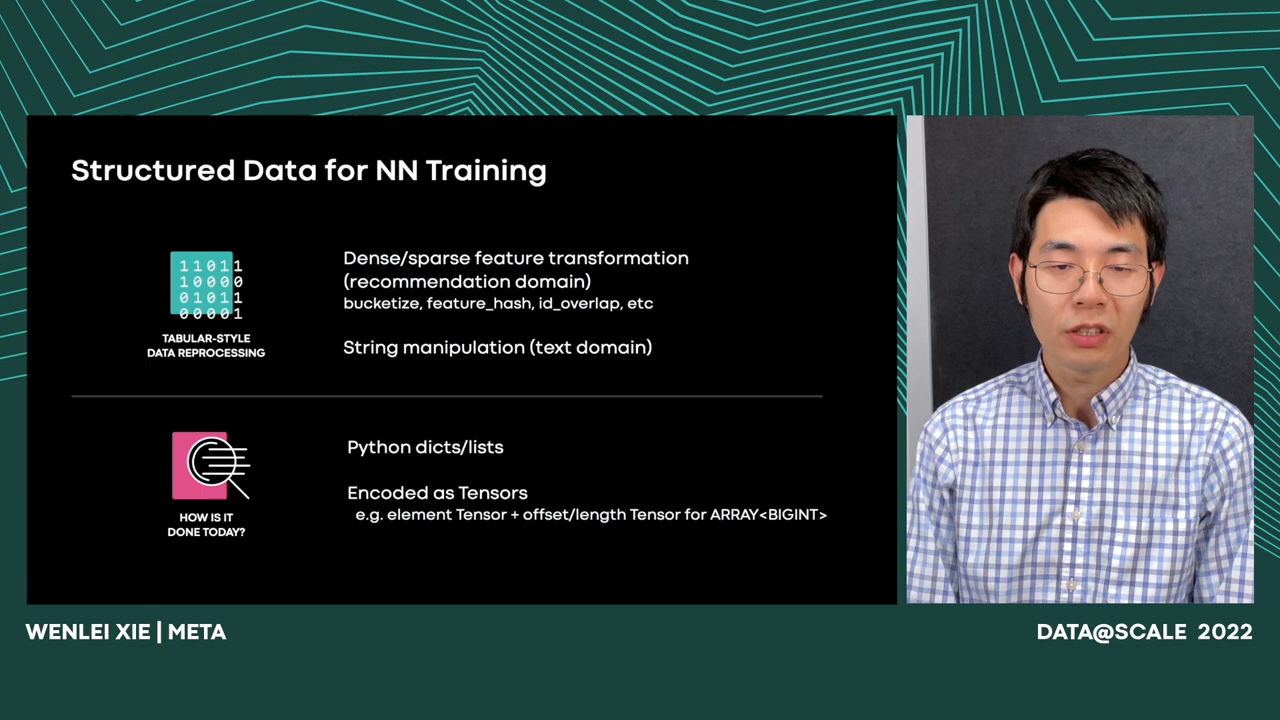 Structured Data for NN Training
11011
10000
01011
00001
TABULAR-STYLE
DATA REPROCESSING
Dense/sparse feature transformation
(recommendation domain)
bucketize, feature_hash, id_overlap, etc
String manipulation (text domain)
HOW IS IT
DONE TODAY?
Python dicts/lists
Encoded as Tensors
e.g. element Tensor + offset/length Tensor for ARRAY<BIGINT>
WENLEI XIE | META
DATA@SCALE 2022